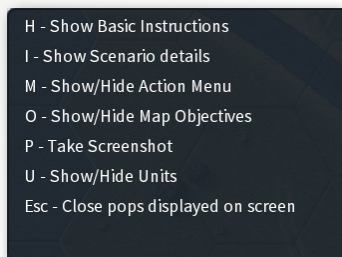 H - Show Basic Instructions
I - Show Scenario details
M - Show/Hide Action Menu
O - Show/Hide Map Objectives
P - Take Screenshot
U - Show/Hide Units
Esc - Close pops displayed on screen